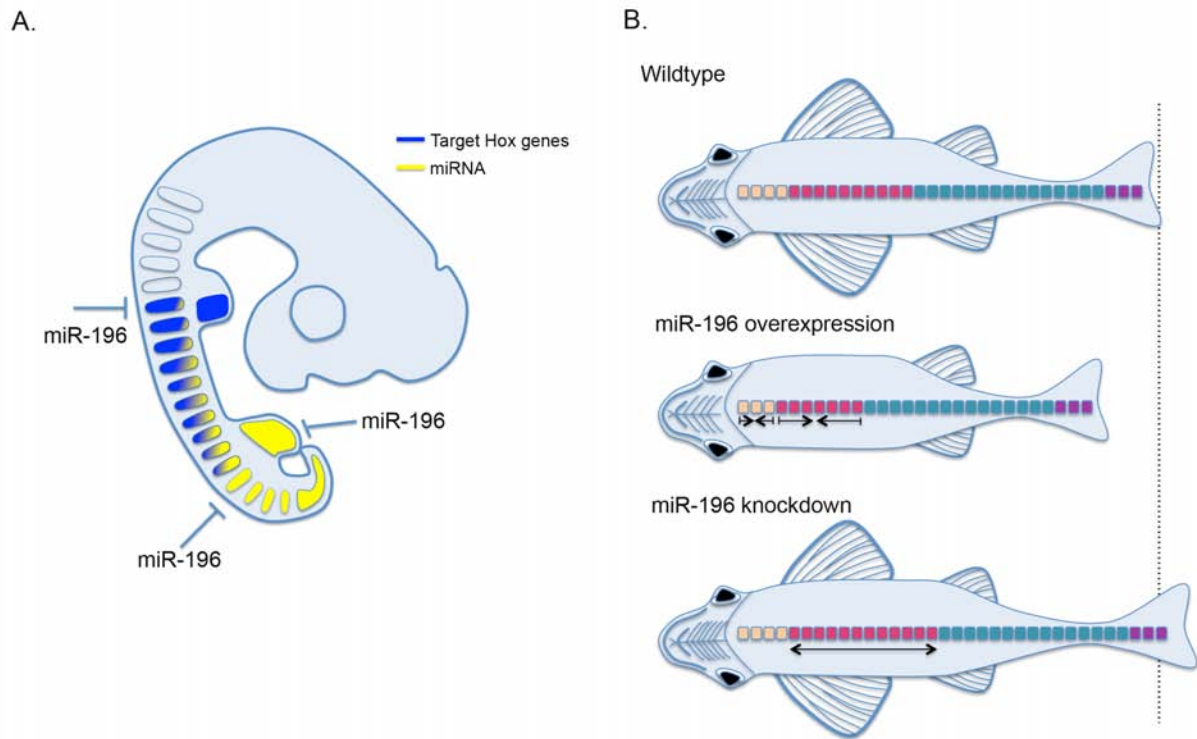 A.
Target Hox genes
miRNA
miR-196
miR-196
miR-196
B.
Wildtype
miR-196 overexpression
miR-196 knockdown